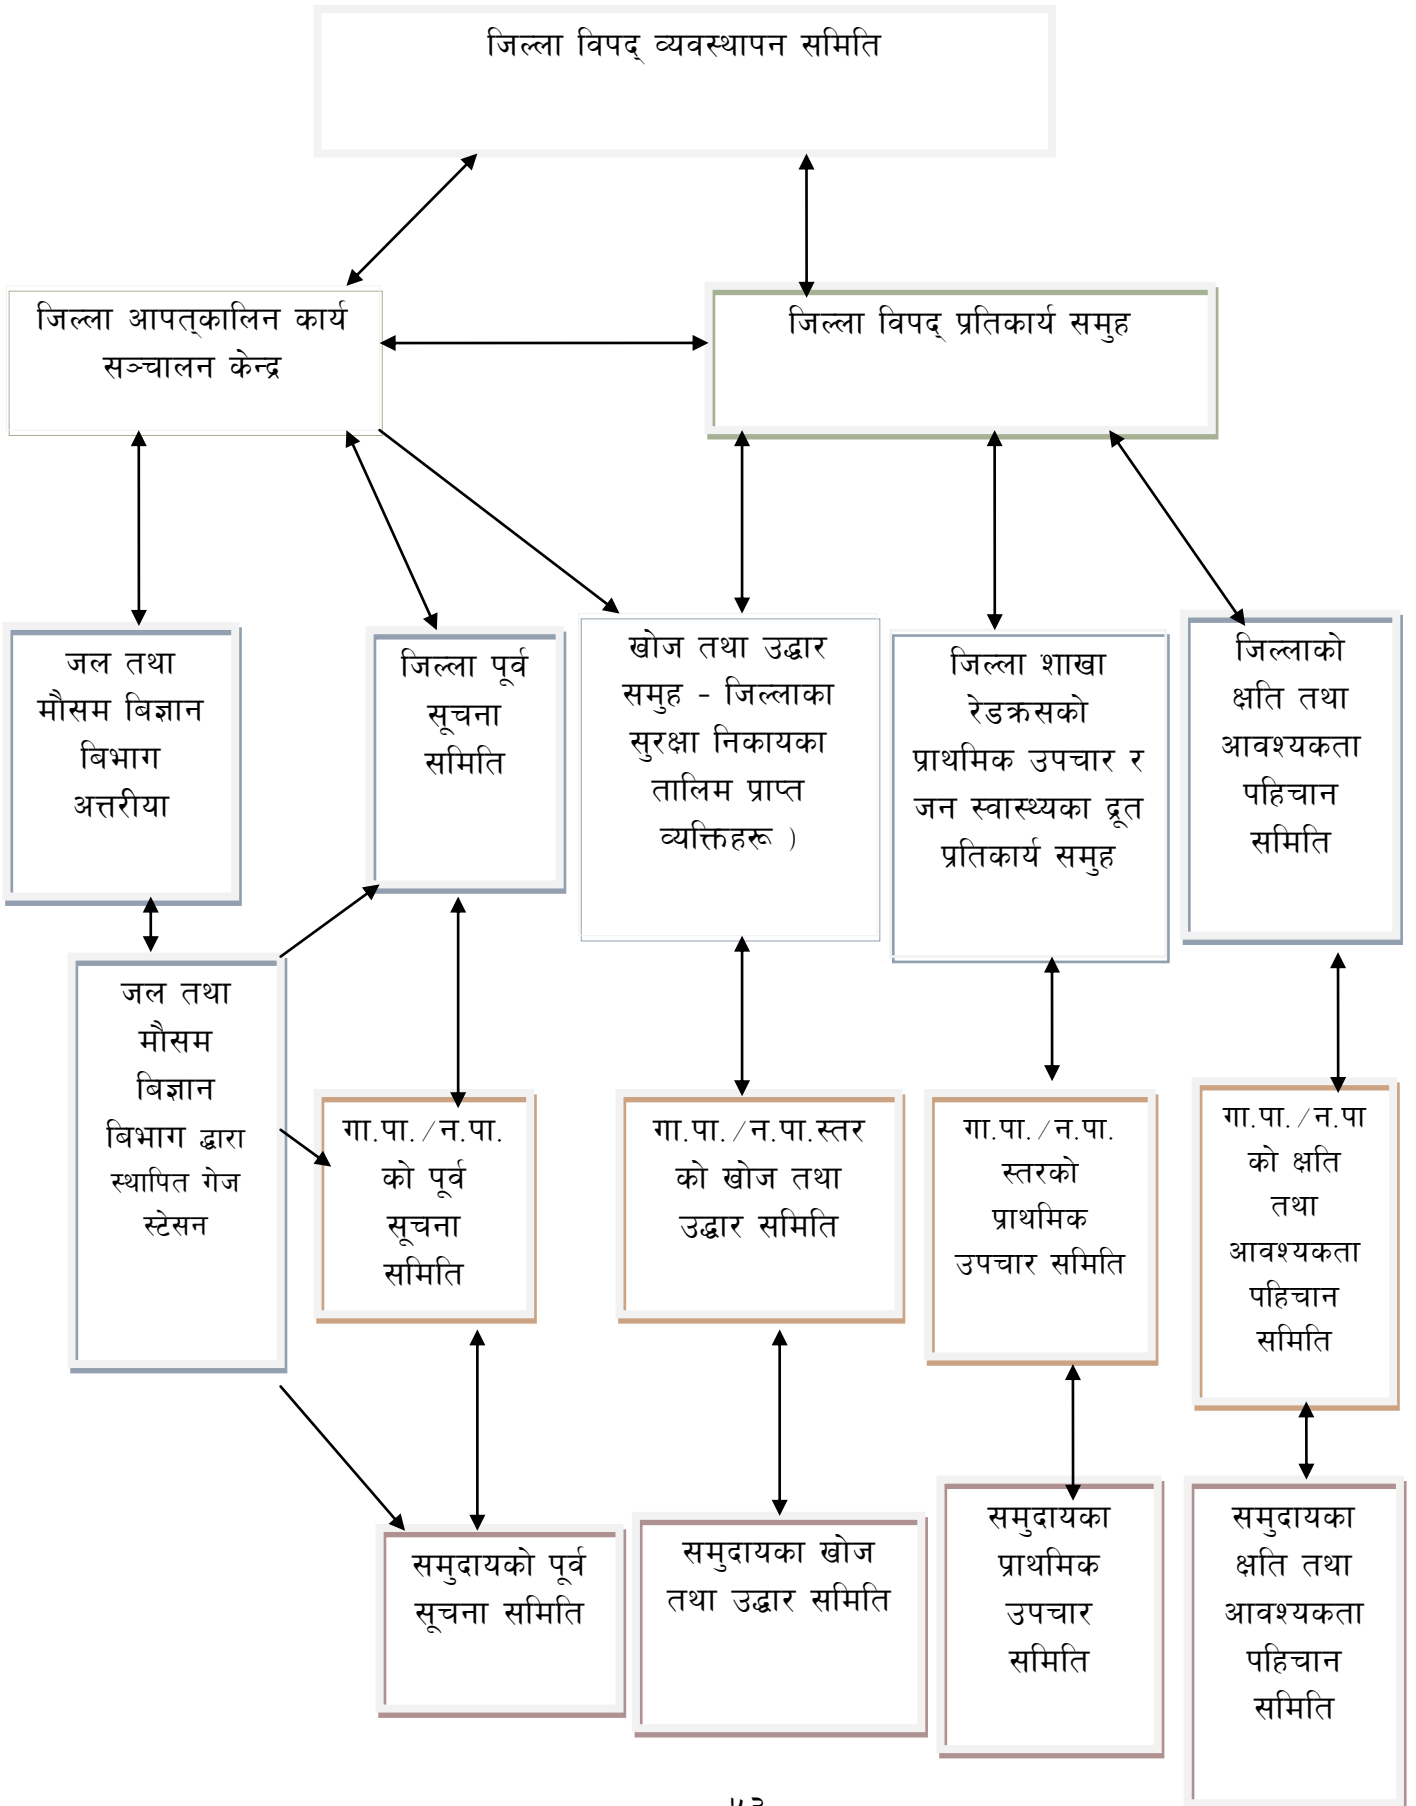 जिल्ला विपद् व्यवस्थापन समिति
जिल्ला आपत्कालिन कार्य
सञ्चालन केन्द्र
जिल्ला विपद् प्रतिकार्य समुह
जल तथा
मौसम बिज्ञान
बिभाग
अत्तरीया
जिल्ला पूर्व
सूचना
समिति
खोज तथा उद्धार
समुह - जिल्लाका
सुरक्षा निकायका
तालिम प्राप्त
व्यक्तिहरू )
जिल्ला शाखा
रेडक्रसको
प्राथमिक उपचार र
जन स्वास्थ्यका द्रूत
प्रतिकार्य समुह
जिल्लाको
क्षति तथा
आवश्यकता
पहिचान
समिति
जल तथा
मौसम
बिज्ञान
बिभाग द्धारा
स्थापित गेज
स्टेसन
गा.पा./न.पा.
को पूर्व
सूचना
समिति
गा.पा./न.पा.स्तर
को खोज तथा
उद्धार समिति
गा.पा./न.पा.
स्तरको
प्राथमिक
उपचार समिति
गा.पा./न.पा
को क्षति
तथा
आवश्यकता
पहिचान
समिति
समुदायको पूर्व
सूचना समिति
समुदायका खोज
तथा उद्धार समिति
समुदायका
प्राथमिक
उपचार
समिति
समुदायका
क्षति तथा
आवश्यकता
पहिचान
समिति